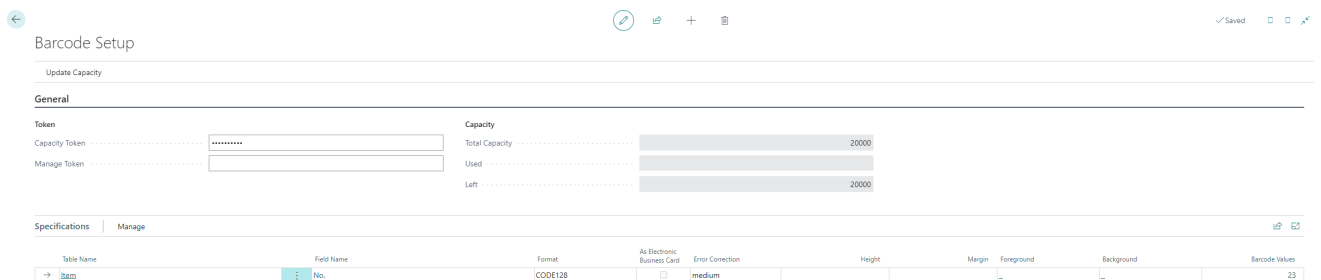 Saved
Barcode Setup
Update Capacity
General
Token
Capacity
Capacity Token
••••••••••
Total Capacity
20000
Manage Token
Used
Left
20000
Specifications
Manage
Table Name
Field Name
Format
As Electronic
Business Card
Error Correction
Height
Margin
Foreground
Background
Barcode Values
Item
No.
CODE128
medium
_
_
23